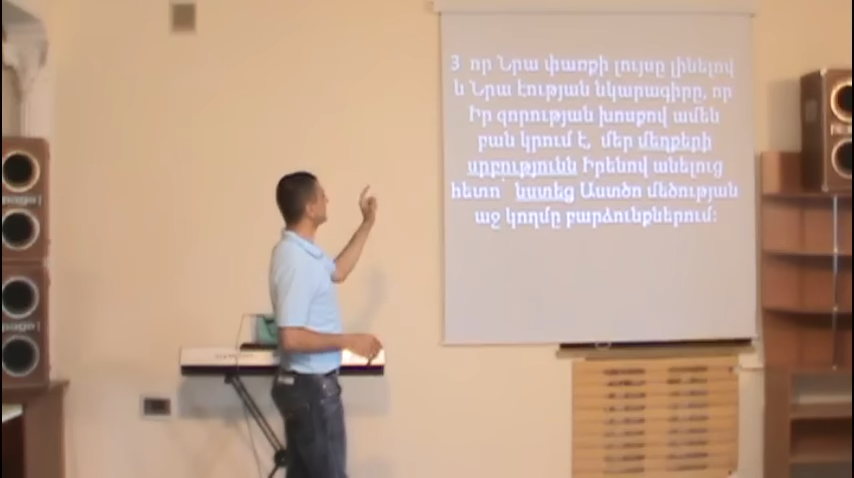 3 որ Նրա փառքի լույսը լինելով
և Նրա էության նկարագիրը, որ
Իր զորության խոսքով ամեն
բան կրում է, մեր մեղքերի
սրբությունն Իրենով անելուց
հետո՝ նստեց Աստծո մեծության
աջ կողմը բարձունքներում: